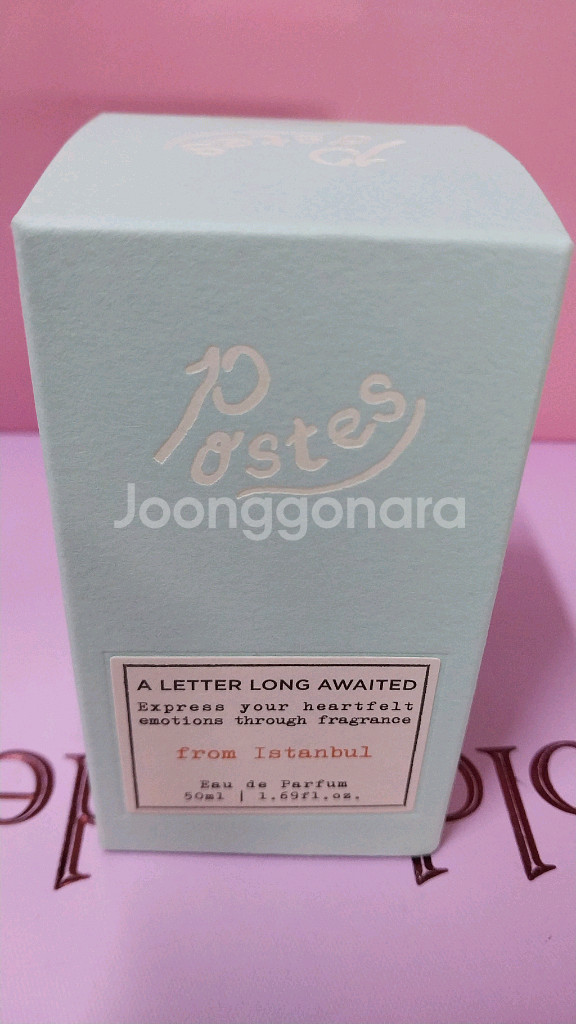 Postes
Postes
Joonggonara
A LETTER LONG AWAITED
Express your heartfelt
emotions through fragrance
from Istanbul
Eau de Parfum
50ml | 1.69fl.oz.